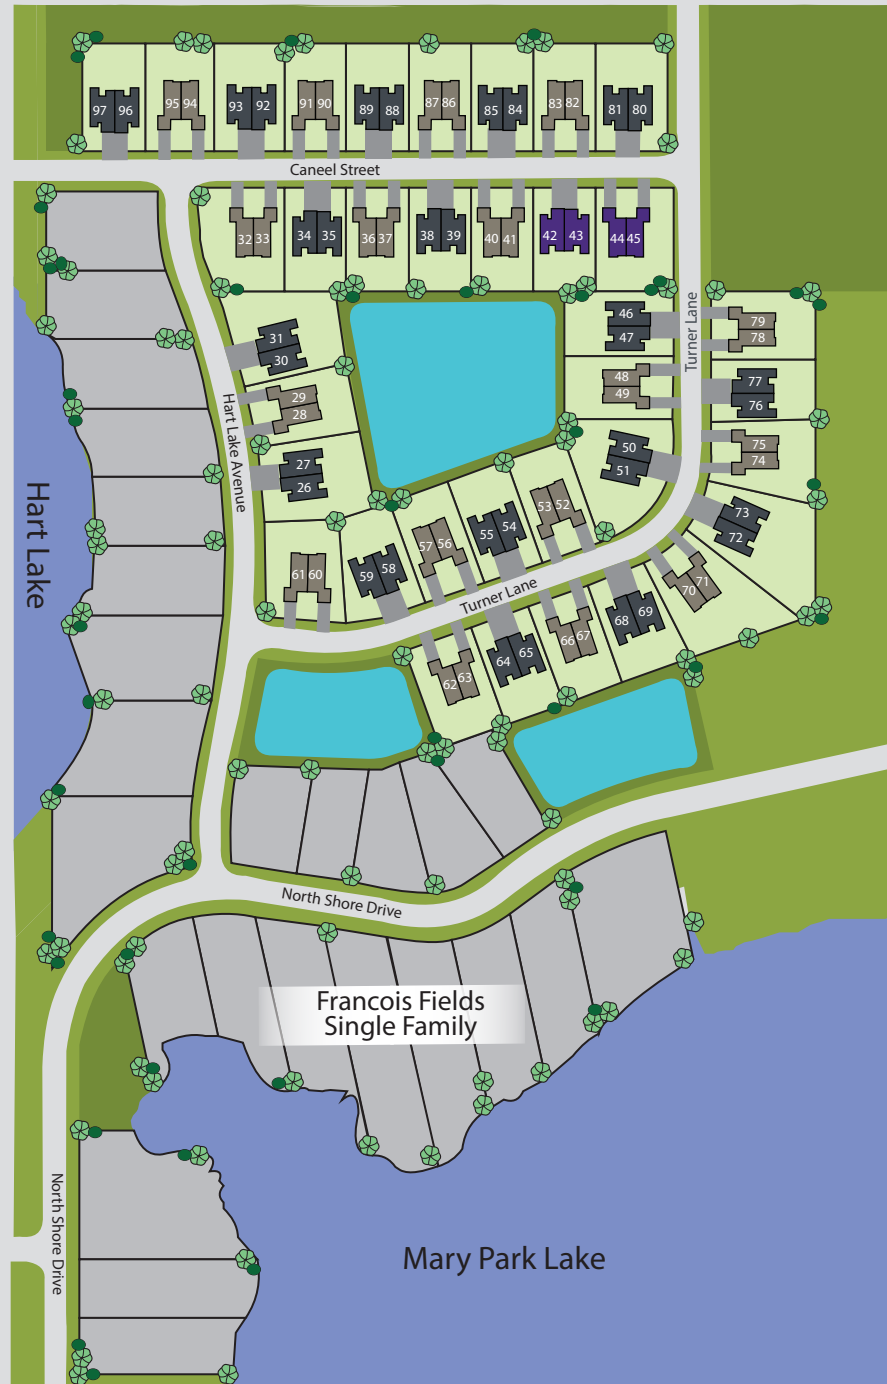 97 96 95 94 93 92 91 90 89 88 87 86 85 84 83 82 81 80
Caneel Street
32 33 34 35 36 37 38 39 40 41 42 43 44 45
31
30
29
28
27
26
Hart Lake Avenue
46
47
48
49
50
51
Turner Lane
79
78
77
76
75
74
73
72
Hart Lake
61 60 59 58 57 56 55 54 53 52
Turner Lane
62 63 64 65 66 67 68 69 70 71
North Shore Drive
Francois Fields
Single Family
North Shore Drive
Mary Park Lake